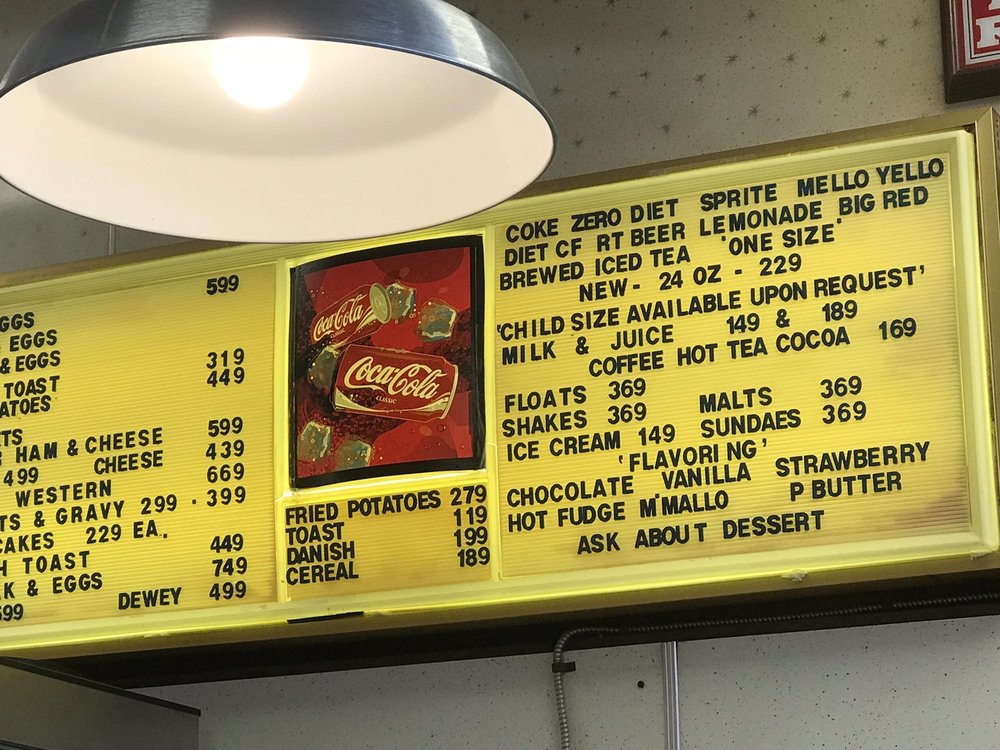 599
EGGS
& EGGS
& EGGS 319
TOAST 449
HAM & CHEESE 599
499 CHEESE 439
WESTERN 669
& GRAVY 299 . 399
CAKES 229 EA.
TOAST 449
& EGGS 749
599 DEWEY 499
Coca-Cola
Coca-Cola
CLASSIC
FRIED POTATOES 279
TOAST 119
DANISH 199
CEREAL 189
COKE ZERO DIET SPRITE MELLO YELLO
DIET CF RT BEER LEMONADE BIG RED
BREWED ICED TEA 'ONE SIZE'
NEW - 24 OZ - 229
'CHILD SIZE AVAILABLE UPON REQUEST'
MILK & JUICE 149 & 189
COFFEE HOT TEA COCOA 169
FLOATS 369 MALTS 369
SHAKES 369 SUNDAES 369
ICE CREAM 149
'FLAVORING'
CHOCOLATE VANILLA STRAWBERRY
HOT FUDGE M'MALLO P BUTTER
ASK ABOUT DESSERT